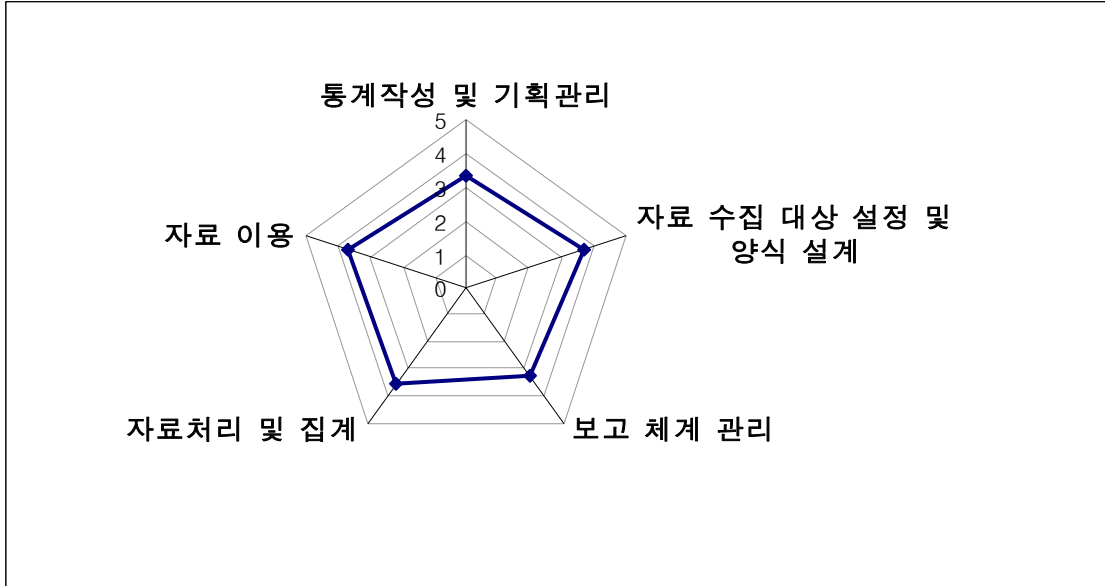 통계작성 및 기획관리
5
4
3
2
1
0
자료 수집 대상 설정 및
양식 설계
자료 이용
자료처리 및 집계
보고 체계 관리